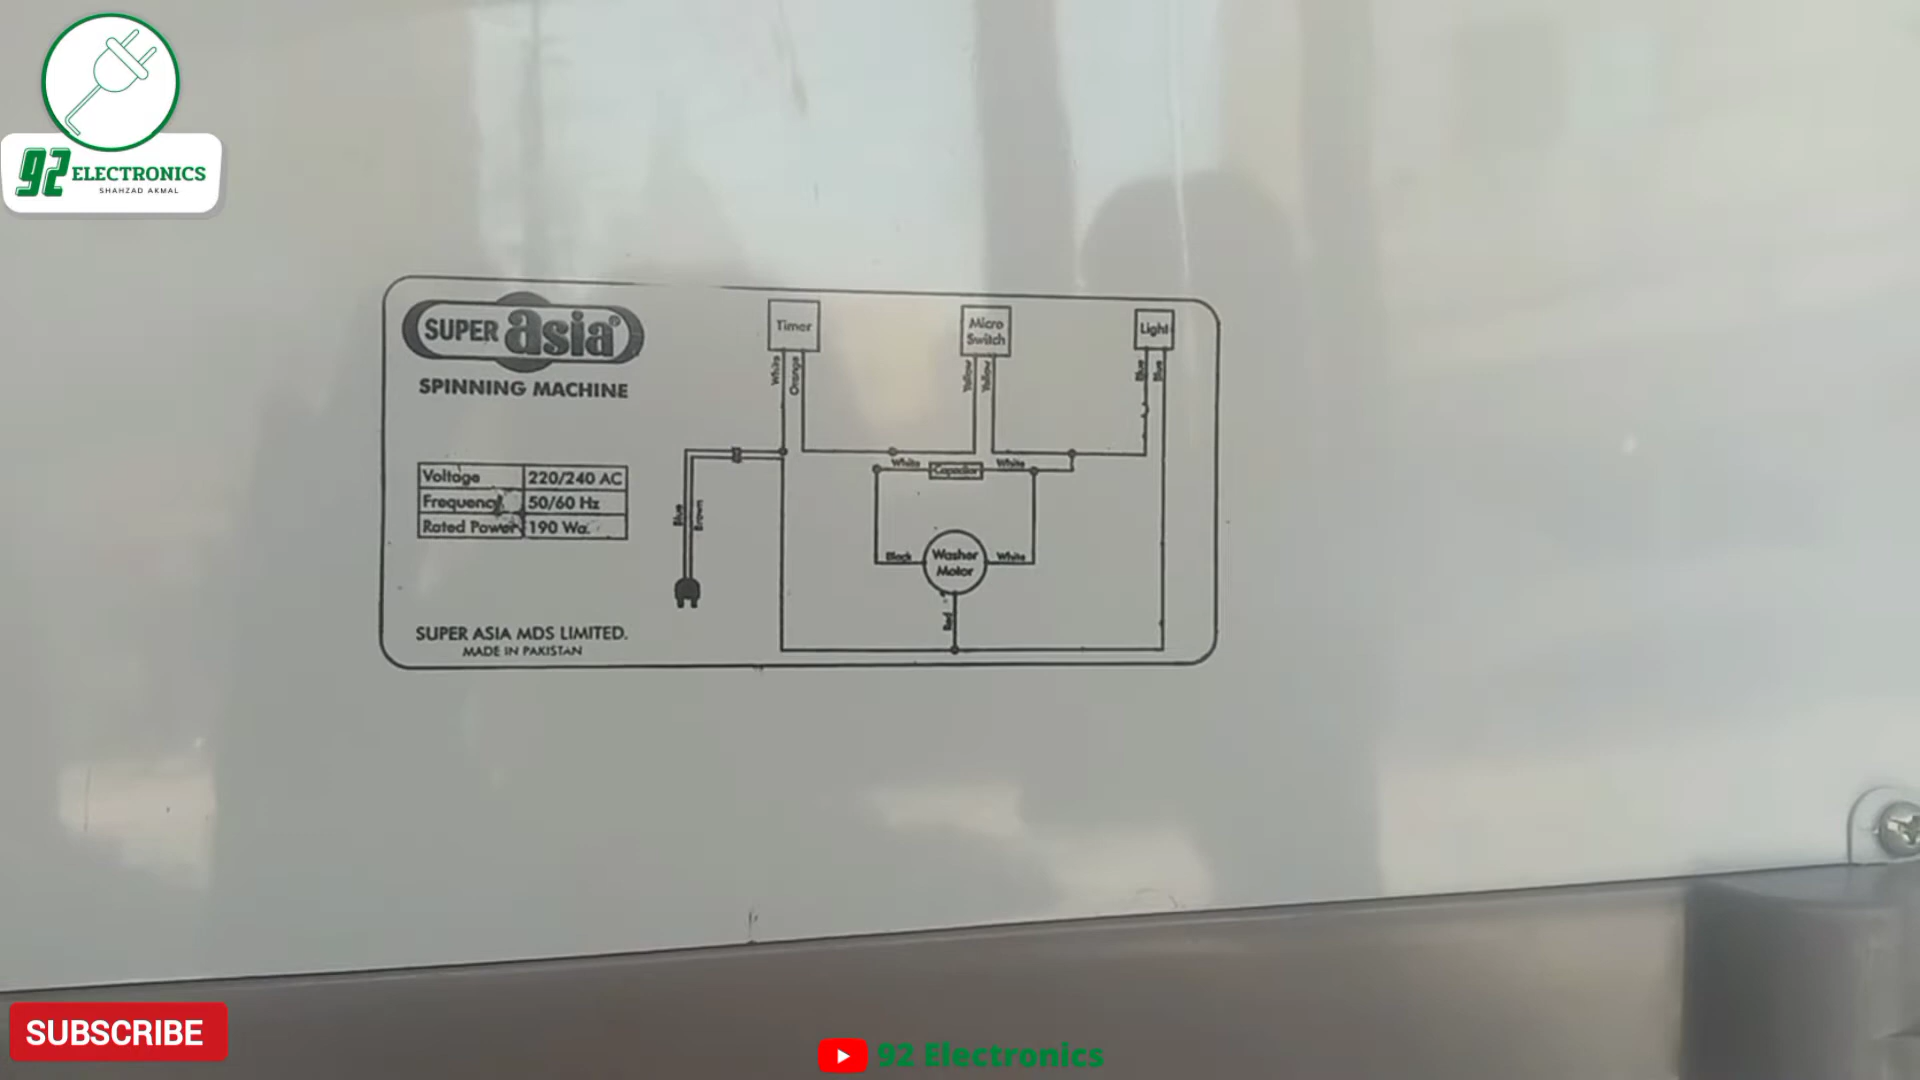 92 ELECTRONICS
SHAHZAD AKMAL
SUPER asia®
SPINNING MACHINE
Voltage 220/240 AC
Frequency 50/60 Hz
Rated Power 190 Wa.
SUPER ASIA MDS LIMITED.
MADE IN PAKISTAN
Timer
Micro
Switch
Light
White
Orange
Yellow
Yellow
Blue
Blue
White
Capacitor
White
Blue
Brown
Black
Washer
Motor
White
Red
SUBSCRIBE
92 Electronics